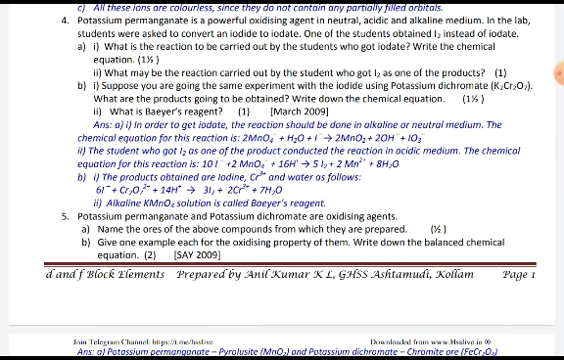 c) All these ions are colourless, since they do not contain any partially filled orbitals.
4. Potassium permanganate is a powerful oxidising agent in neutral, acidic and alkaline medium. In the lab,
students were asked to convert an iodide to iodate. One of the students obtained I₂ instead of iodate.
a) i) What is the reaction to be carried out by the students who got iodate? Write the chemical
equation. (1½ )
ii) What may be the reaction carried out by the student who got I₂ as one of the products? (1)
b) i) Suppose you are going the same experiment with the iodide using Potassium dichromate (K₂Cr₂O₇).
What are the products going to be obtained? Write down the chemical equation. (1½ )
ii) What is Baeyer's reagent? (1) [March 2009]
Ans: a) i) In order to get iodate, the reaction should be done in alkaline or neutral medium. The
chemical equation for this reaction is: 2MnO₄⁻ + H₂O + I⁻ → 2MnO₂ + 2OH⁻ + IO₃⁻
ii) The student who got I₂ as one of the product conducted the reaction in acidic medium. The chemical
equation for this reaction is: 10 I⁻ +2 MnO₄⁻ + 16H⁺ → 5 I₂ + 2 Mn²⁺ + 8H₂O
b) i) The products obtained are Iodine, Cr³⁺ and water as follows:
6I⁻ + Cr₂O₇²⁻ + 14H⁺ → 3I₂ + 2Cr³⁺ + 7H₂O
ii) Alkaline KMnO₄ solution is called Baeyer's reagent.
5. Potassium permanganate and Potassium dichromate are oxidising agents.
a) Name the ores of the above compounds from which they are prepared. (½ )
b) Give one example each for the oxidising property of them. Write down the balanced chemical
equation. (2) [SAY 2009]
d and f Block Elements Prepared by Anil Kumar K L, GHSS Ashtamudi, Kollam Page 1
Join Telegram Channel: https://t.me/hsslive Downloaded from www.Hsslive.in ®
Ans: a) Potassium permanganate – Pyrolusite (MnO₂) and Potassium dichromate – Chromite ore (FeCr₂O₄)